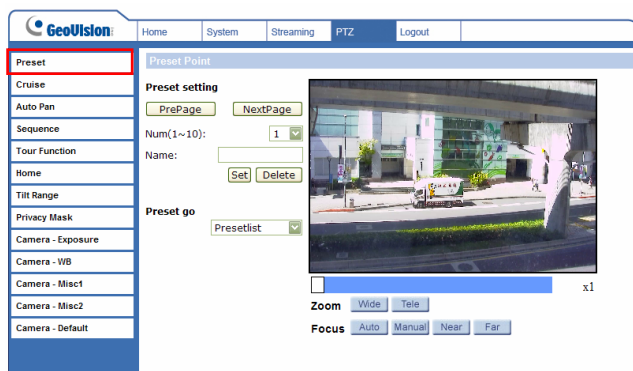 GeoVision
Home System Streaming PTZ Logout
Preset
Cruise
Auto Pan
Sequence
Tour Function
Home
Tilt Range
Privacy Mask
Camera - Exposure
Camera - WB
Camera - Misc1
Camera - Misc2
Camera - Default
Preset Point
Preset setting
PrePage NextPage
Num(1~10): 1
Name:
Set Delete
Preset go
Presetlist
x1
Zoom Wide Tele
Focus Auto Manual Near Far